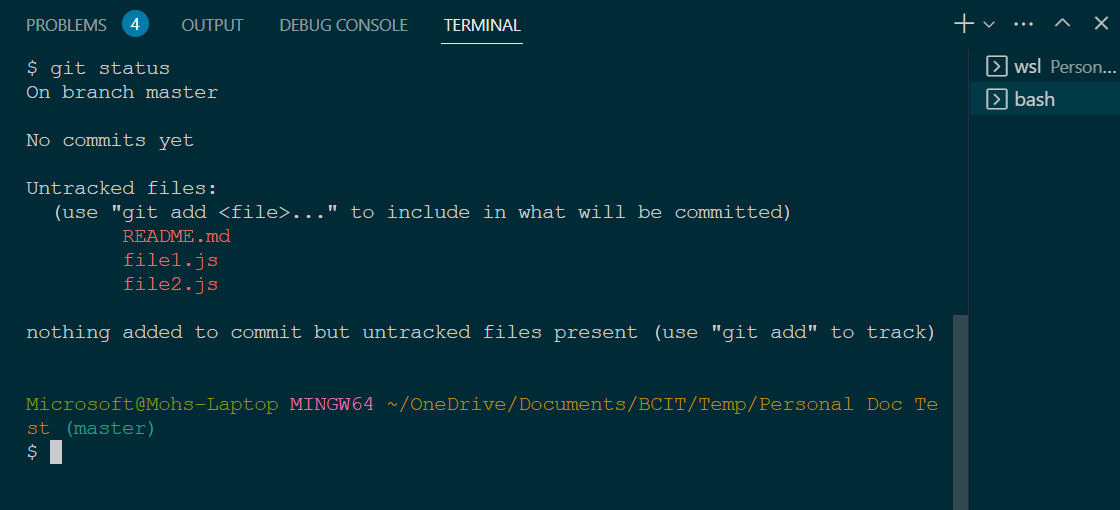 PROBLEMS 4 OUTPUT DEBUG CONSOLE TERMINAL
$ git status
On branch master
No commits yet
Untracked files:
(use "git add <file>..." to include in what will be committed)
README.md
file1.js
file2.js
nothing added to commit but untracked files present (use "git add" to track)
Microsoft@Mohs-Laptop MINGW64 ~/OneDrive/Documents/BCIT/Temp/Personal Doc Te
st (master)
$
wsl Person...
bash